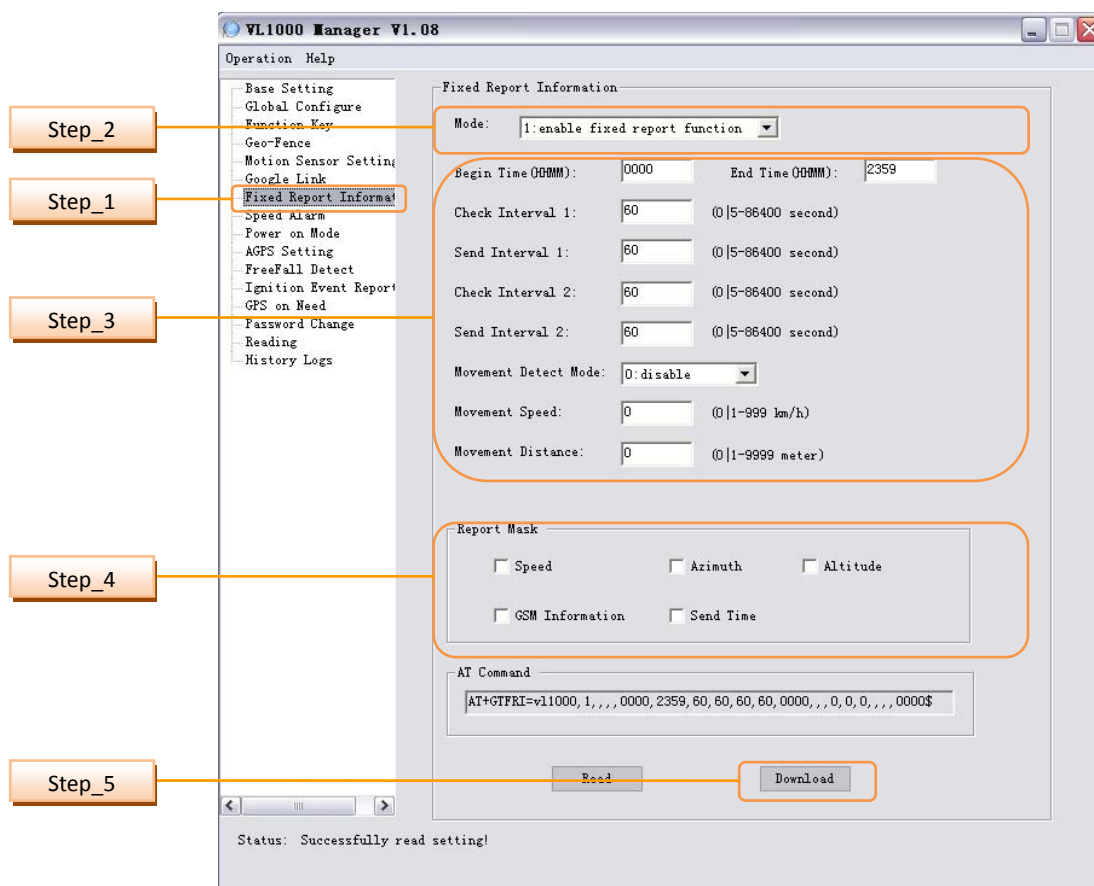 VL1000 Manager V1.08
Operation Help
Base Setting
Global Configure
Function Key
Geo-Fence
Motion Sensor Setting
Google Link
Fixed Report Informat
Speed Alarm
Power on Mode
AGPS Setting
FreeFall Detect
Ignition Event Report
GPS on Need
Password Change
Reading
History Logs
Step_2
Step_1
Step_3
Step_4
Step_5
Fixed Report Information
Mode: 1:enable fixed report function
Begin Time(HHMM): 0000 End Time(HHMM): 2359
Check Interval 1: 60 (0|5-86400 second)
Send Interval 1: 60 (0|5-86400 second)
Check Interval 2: 60 (0|5-86400 second)
Send Interval 2: 60 (0|5-86400 second)
Movement Detect Mode: 0:disable
Movement Speed: 0 (0|1-999 km/h)
Movement Distance: 0 (0|1-9999 meter)
Report Mask
Speed Azimuth Altitude
GSM Information Send Time
AT Command
AT+GTFRI=vl1000,1,,,,0000,2359,60,60,60,60,0000,,,0,0,0,,,,0000$
Read Download
Status: Successfully read setting!